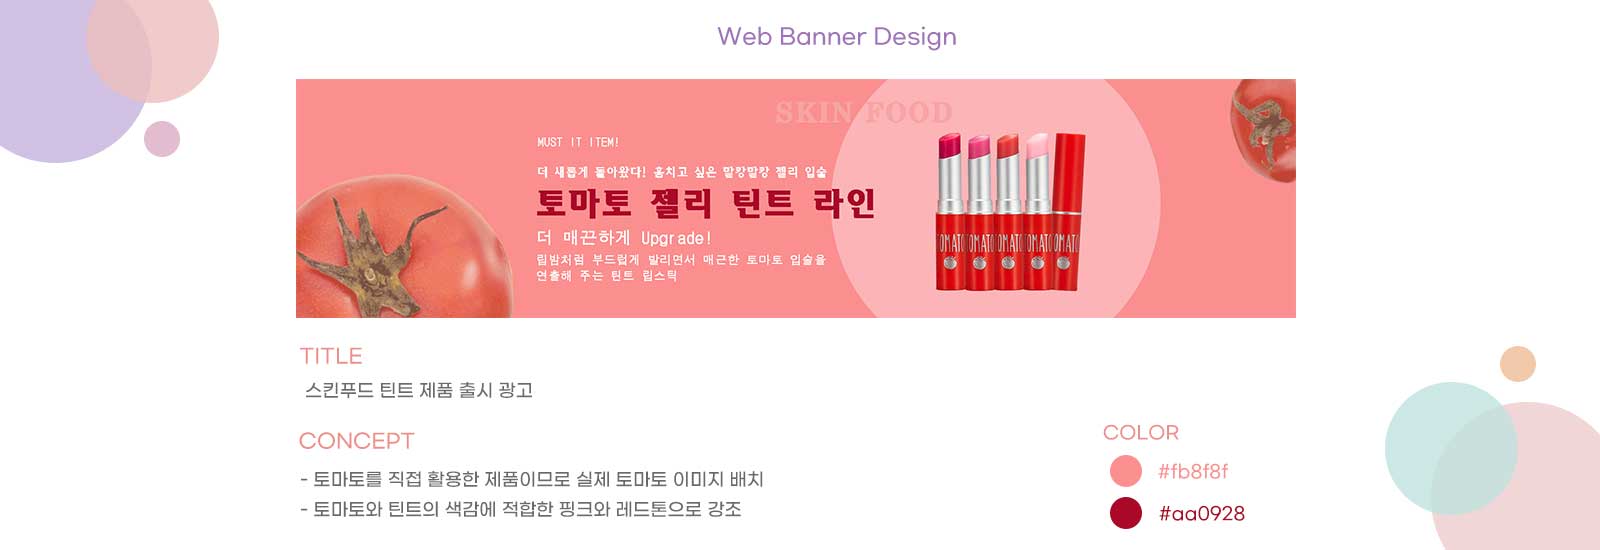 Web Banner Design
SKIN FOOD
MUST IT ITEM!
더 새롭게 돌아왔다! 훔치고 싶은 말캉말캉 젤리 입술
토마토 젤리 틴트 라인
더 매끈하게 Upgrade!
립밤처럼 부드럽게 발리면서 매끈한 토마토 입술을
연출해 주는 틴트 립스틱
TOMATO TOMATO TOMATO TOMATO TOMATO
TITLE
스킨푸드 틴트 제품 출시 광고
CONCEPT
- 토마토를 직접 활용한 제품이므로 실제 토마토 이미지 배치
- 토마토와 틴트의 색감에 적합한 핑크와 레드톤으로 강조
COLOR
#fb8f8f
#aa0928